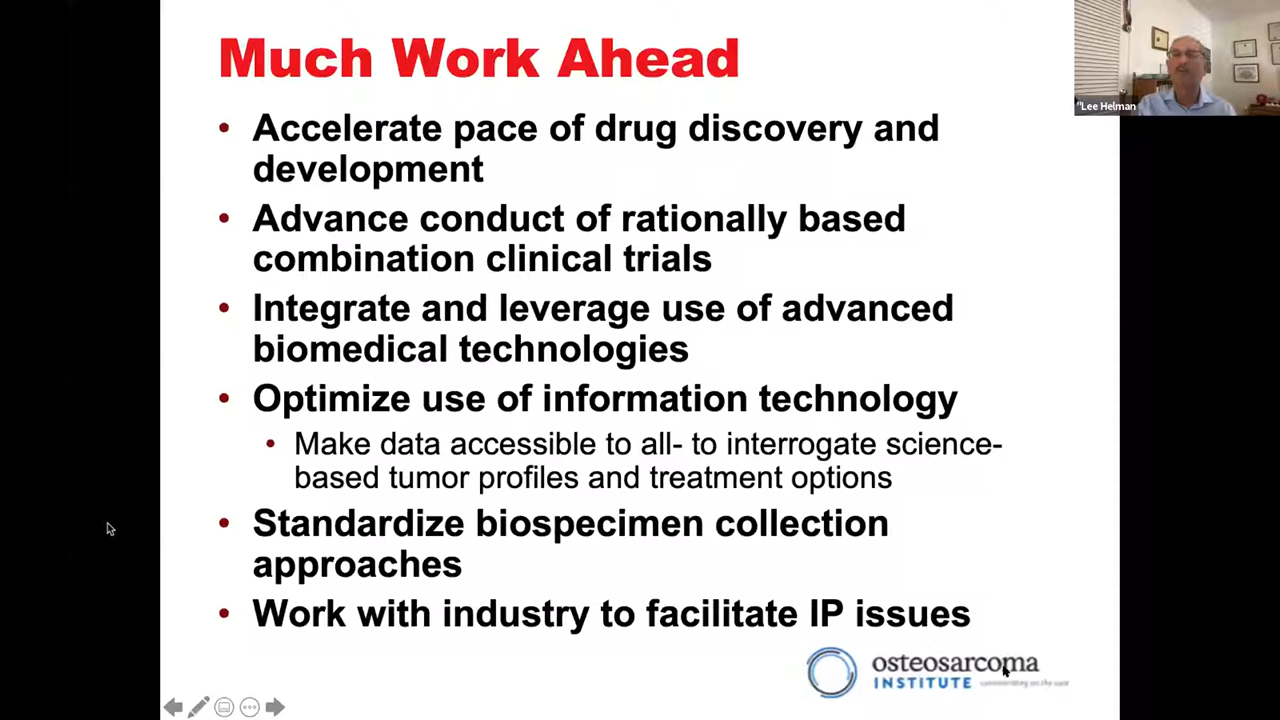 Much Work Ahead
"Lee Helman
• Accelerate pace of drug discovery and
development
• Advance conduct of rationally based
combination clinical trials
• Integrate and leverage use of advanced
biomedical technologies
• Optimize use of information technology
• Make data accessible to all- to interrogate science-
based tumor profiles and treatment options
• Standardize biospecimen collection
approaches
• Work with industry to facilitate IP issues
osteosarcoma
INSTITUTE